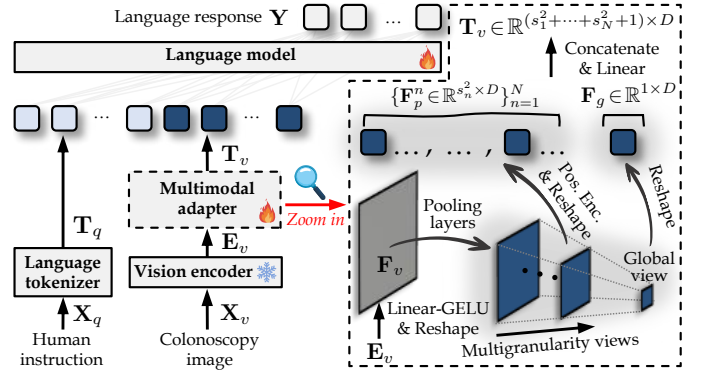 Language response Y
...
Language model
...
...
T_v
Multimodal
adapter
Zoom in
T_q
E_v
Language
tokenizer
Vision encoder
X_q
X_v
Human
instruction
Colonoscopy
image
T_v ∈ ℝ^{(s_1^2+···+s_N^2+1)×D}
Concatenate
& Linear
{F_p^n ∈ ℝ^{s_n^2×D}}_{n=1}^N
F_g ∈ ℝ^{1×D}
... , ... , ...
Pooling
layers
Pos. Enc.
& Reshape
Reshape
F_v
Global
view
Linear-GELU
& Reshape
E_v
Multigranularity views